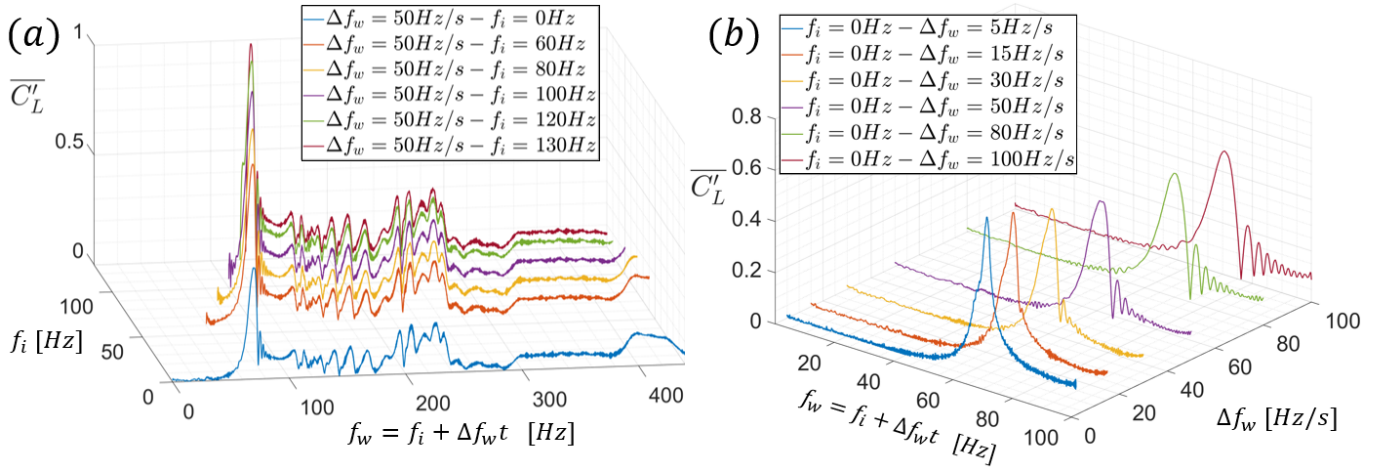 (a)
Δf_w = 50Hz/s − f_i = 0Hz
Δf_w = 50Hz/s − f_i = 60Hz
Δf_w = 50Hz/s − f_i = 80Hz
Δf_w = 50Hz/s − f_i = 100Hz
Δf_w = 50Hz/s − f_i = 120Hz
Δf_w = 50Hz/s − f_i = 130Hz
1
\overline{C'_L}
0.5
0
100
f_i [Hz]
50
0
0 100 200 300 400
f_w = f_i + Δf_w t [Hz]
(b)
f_i = 0Hz − Δf_w = 5Hz/s
f_i = 0Hz − Δf_w = 15Hz/s
f_i = 0Hz − Δf_w = 30Hz/s
f_i = 0Hz − Δf_w = 50Hz/s
f_i = 0Hz − Δf_w = 80Hz/s
f_i = 0Hz − Δf_w = 100Hz/s
0.8
0.6
\overline{C'_L}
0.4
0.2
0
20 40 60 80 100
f_w = f_i + Δf_w t [Hz]
0 20 40 60 80 100
Δf_w [Hz/s]